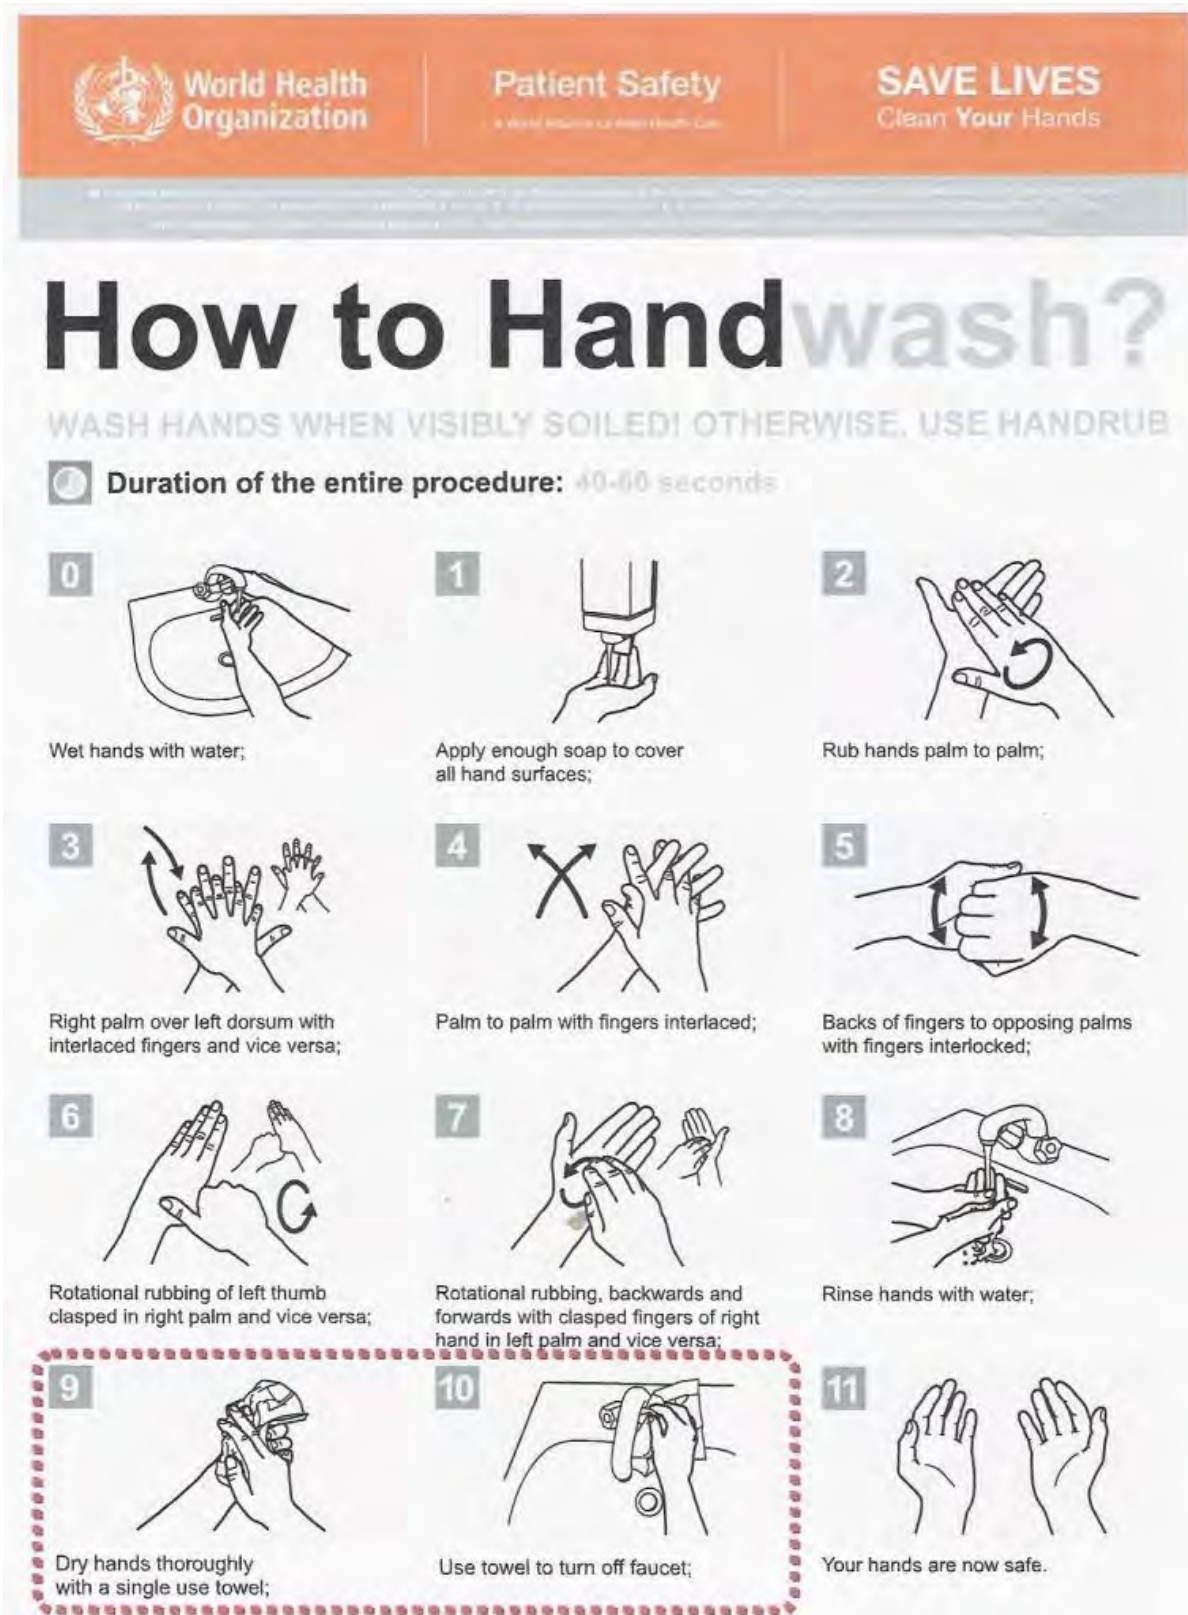 World Health
Organization
Patient Safety
A World Alliance for Safer Health Care
SAVE LIVES
Clean Your Hands
How to Handwash?
WASH HANDS WHEN VISIBLY SOILED! OTHERWISE, USE HANDRUB
Duration of the entire procedure: 40-60 seconds
0
Wet hands with water;
1
Apply enough soap to cover
all hand surfaces;
2
Rub hands palm to palm;
3
Right palm over left dorsum with
interlaced fingers and vice versa;
4
Palm to palm with fingers interlaced;
5
Backs of fingers to opposing palms
with fingers interlocked;
6
Rotational rubbing of left thumb
clasped in right palm and vice versa;
7
Rotational rubbing, backwards and
forwards with clasped fingers of right
hand in left palm and vice versa;
8
Rinse hands with water;
9
Dry hands thoroughly
with a single use towel;
10
Use towel to turn off faucet;
11
Your hands are now safe.